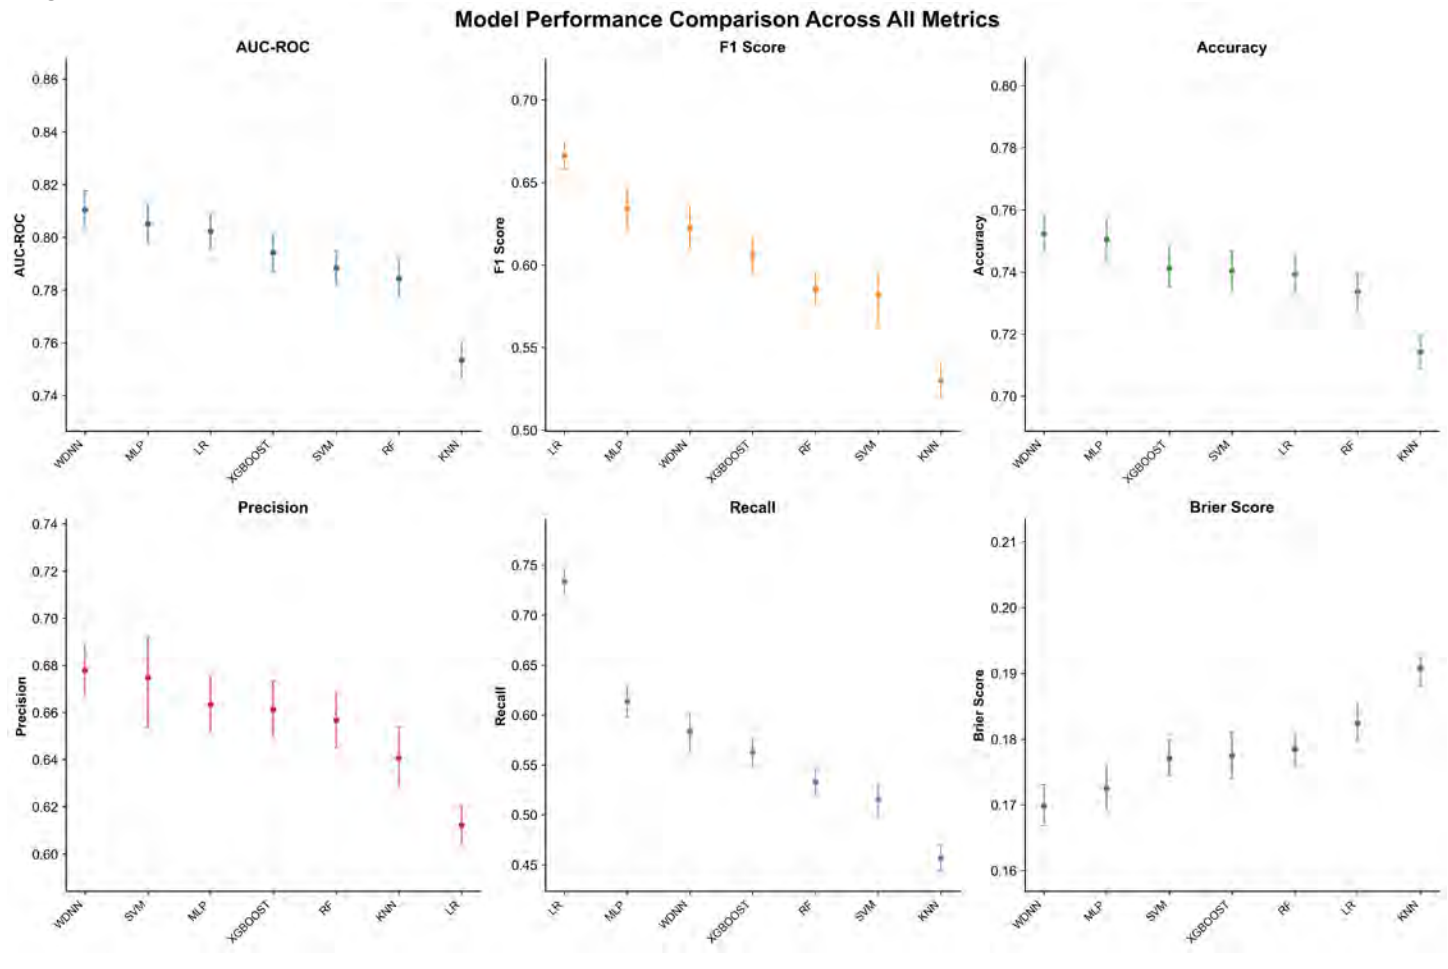 Model Performance Comparison Across All Metrics
AUC-ROC
AUC-ROC
0.86
0.84
0.82
0.80
0.78
0.76
0.74
WDNN
MLP
LR
XGBOOST
SVM
RF
KNN
F1 Score
F1 Score
0.70
0.65
0.60
0.55
0.50
LR
MLP
WDNN
XGBOOST
RF
SVM
KNN
Accuracy
Accuracy
0.80
0.78
0.76
0.74
0.72
0.70
WDNN
MLP
XGBOOST
SVM
LR
RF
KNN
Precision
Precision
0.74
0.72
0.70
0.68
0.66
0.64
0.62
0.60
WDNN
SVM
MLP
XGBOOST
RF
KNN
LR
Recall
Recall
0.75
0.70
0.65
0.60
0.55
0.50
0.45
LR
MLP
WDNN
XGBOOST
RF
SVM
KNN
Brier Score
Brier Score
0.21
0.20
0.19
0.18
0.17
0.16
WDNN
MLP
SVM
XGBOOST
RF
LR
KNN